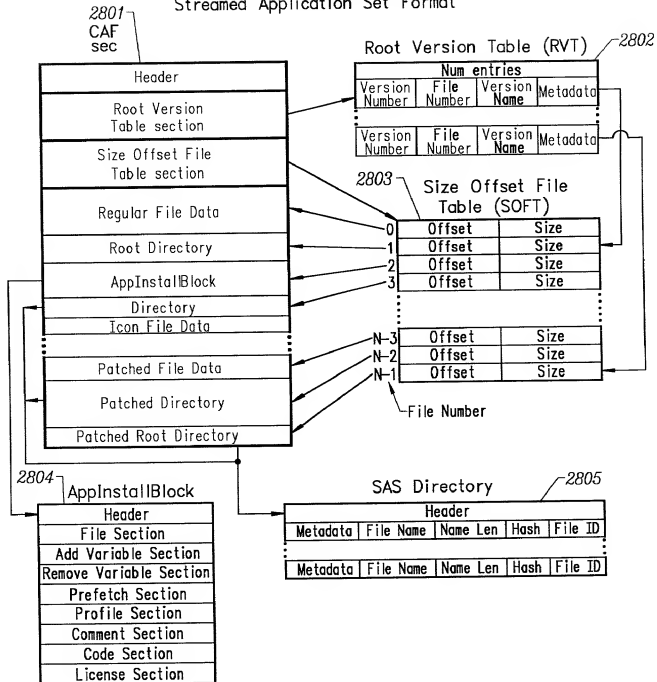 Streamed Application Set Format
2801
CAF
sec
Header
Root Version
Table section
Size Offset File
Table section
Regular File Data
Root Directory
AppInstallBlock
Directory
Icon File Data
Patched File Data
Patched Directory
Patched Root Directory
Root Version Table (RVT)
2802
Num entries
Version Number File Number Version Name Metadata
Version Number File Number Version Name Metadata
2803
Size Offset File
Table (SOFT)
0 Offset Size
1 Offset Size
2 Offset Size
3 Offset Size
N-3 Offset Size
N-2 Offset Size
N-1 Offset Size
File Number
2804
AppInstallBlock
Header
File Section
Add Variable Section
Remove Variable Section
Prefetch Section
Profile Section
Comment Section
Code Section
License Section
SAS Directory
2805
Header
Metadata File Name Name Len Hash File ID
Metadata File Name Name Len Hash File ID